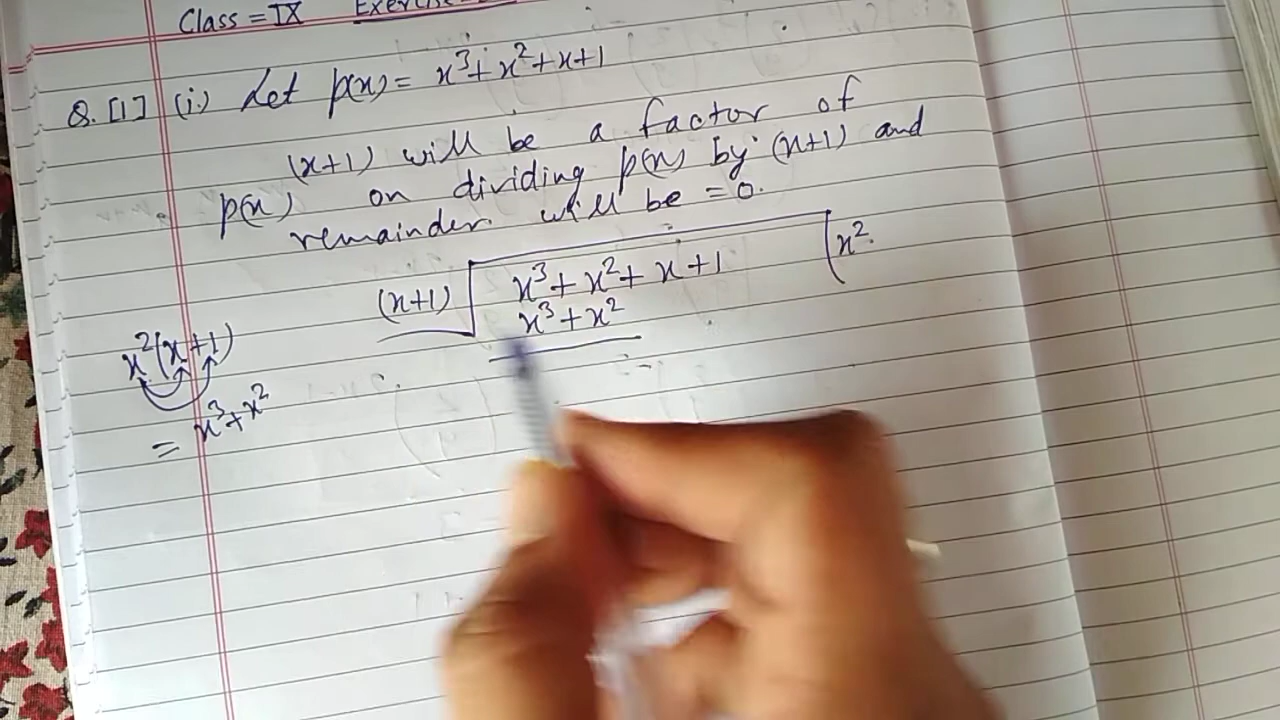 Class = IX Exercise
Q. [1] (i.) Let p(x) = x³ + x² + x + 1
(x+1) will be a factor of
p(x) on dividing p(x) by (x+1) and
remainder will be = 0.
(x+1) x³ + x² + x + 1 (x²
x³ + x²
x²(x+1)
= x³ + x²